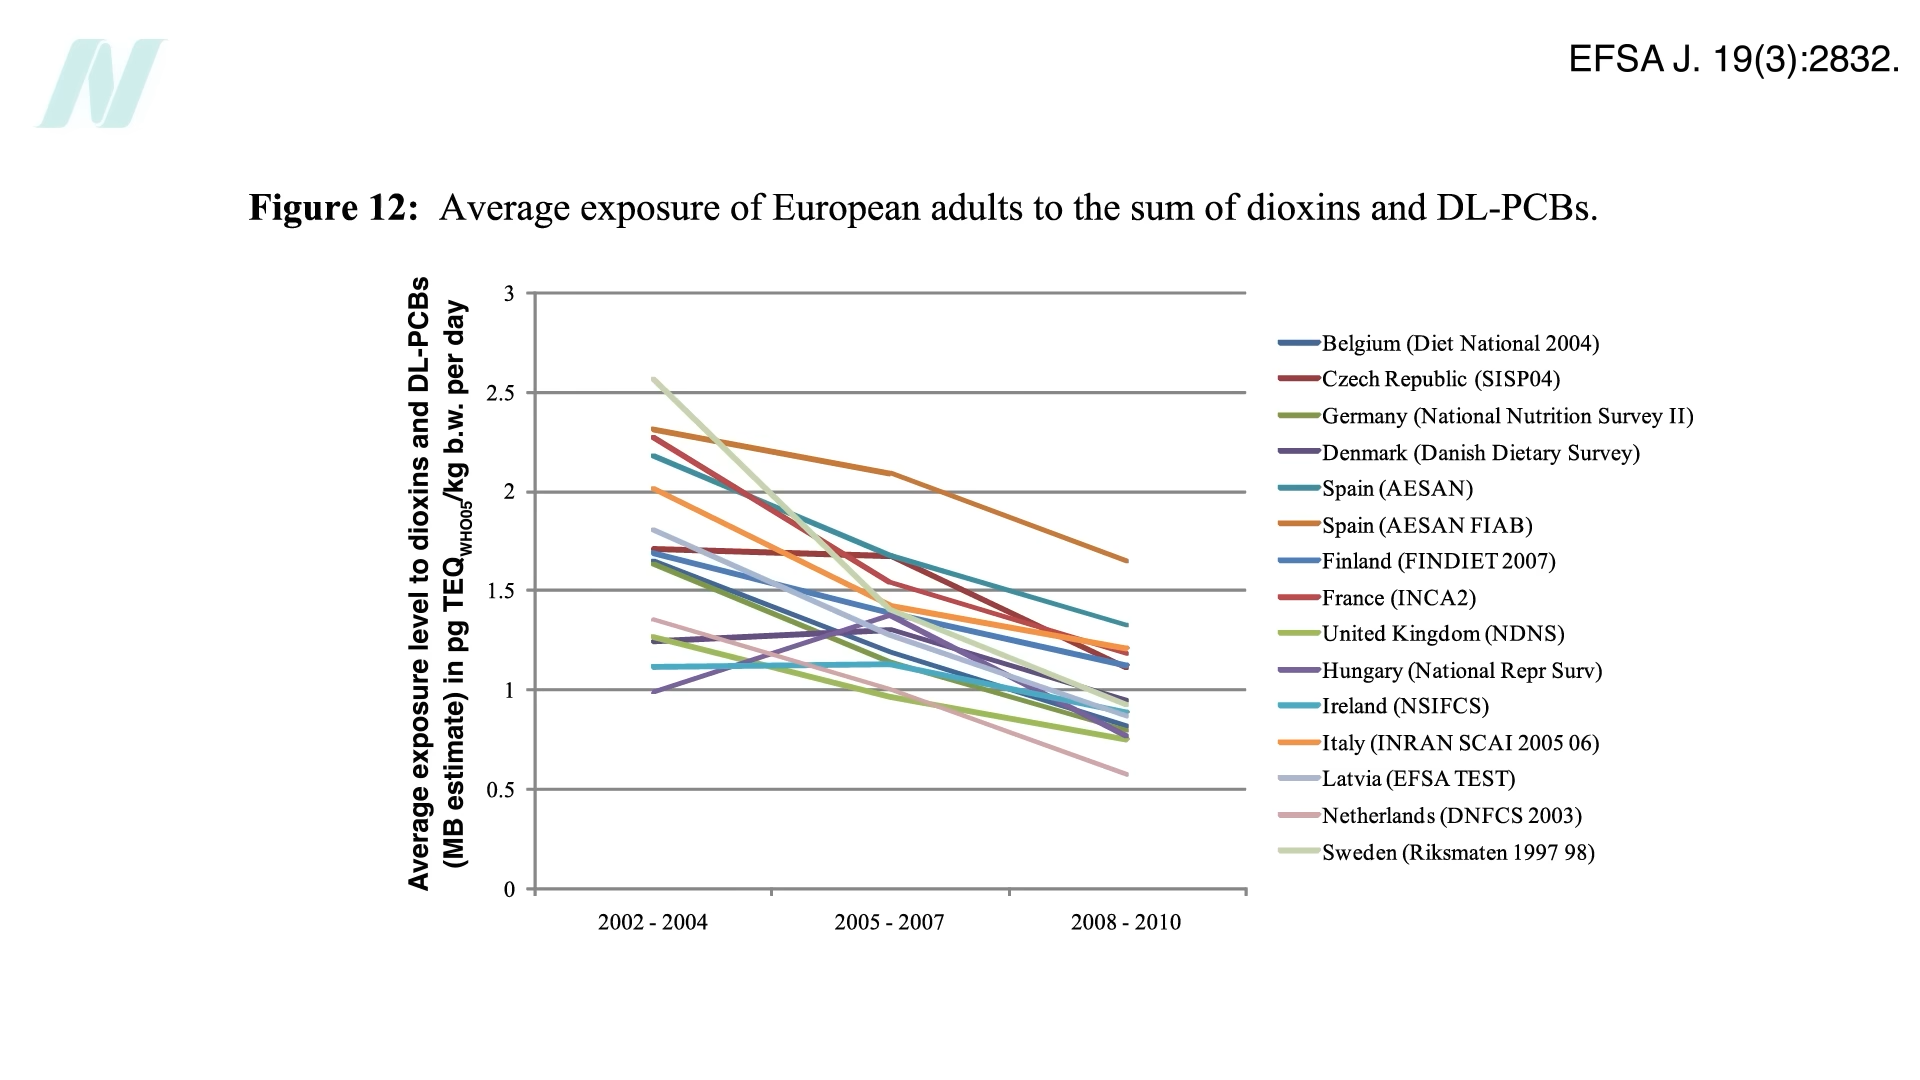 N
EFSA J. 19(3):2832.
Figure 12: Average exposure of European adults to the sum of dioxins and DL-PCBs.
Average exposure level to dioxins and DL-PCBs
(MB estimate) in pg TEQWHO05/kg b.w. per day
3
2.5
2
1.5
1
0.5
0
2002 - 2004
2005 - 2007
2008 - 2010
Belgium (Diet National 2004)
Czech Republic (SISP04)
Germany (National Nutrition Survey II)
Denmark (Danish Dietary Survey)
Spain (AESAN)
Spain (AESAN FIAB)
Finland (FINDIET 2007)
France (INCA2)
United Kingdom (NDNS)
Hungary (National Repr Surv)
Ireland (NSIFCS)
Italy (INRAN SCAI 2005 06)
Latvia (EFSA TEST)
Netherlands (DNFCS 2003)
Sweden (Riksmaten 1997 98)